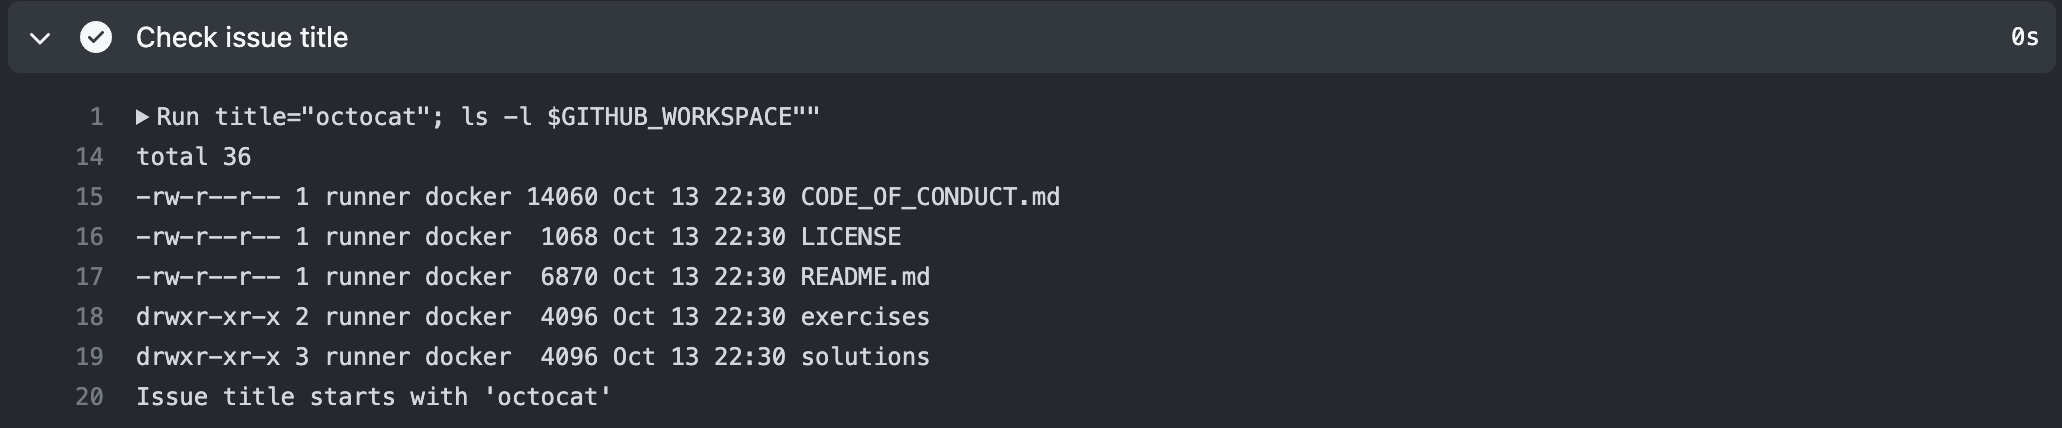 Check issue title 0s
1 Run title="octocat"; ls -l $GITHUB_WORKSPACE""
14 total 36
15 -rw-r--r-- 1 runner docker 14060 Oct 13 22:30 CODE_OF_CONDUCT.md
16 -rw-r--r-- 1 runner docker  1068 Oct 13 22:30 LICENSE
17 -rw-r--r-- 1 runner docker  6870 Oct 13 22:30 README.md
18 drwxr-xr-x 2 runner docker  4096 Oct 13 22:30 exercises
19 drwxr-xr-x 3 runner docker  4096 Oct 13 22:30 solutions
20 Issue title starts with 'octocat'